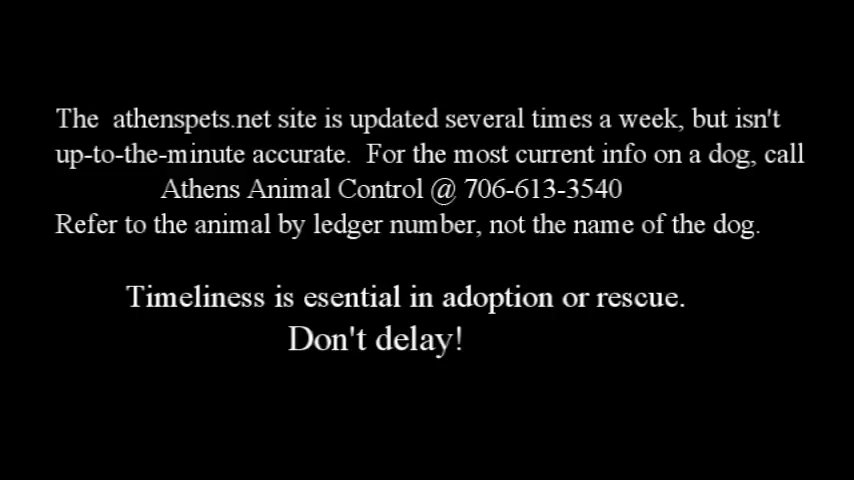 The  athenspets.net site is updated several times a week, but isn't
up-to-the-minute accurate.  For the most current info on a dog, call
Athens Animal Control @ 706-613-3540
Refer to the animal by ledger number, not the name of the dog.
Timeliness is esential in adoption or rescue.
Don't delay!